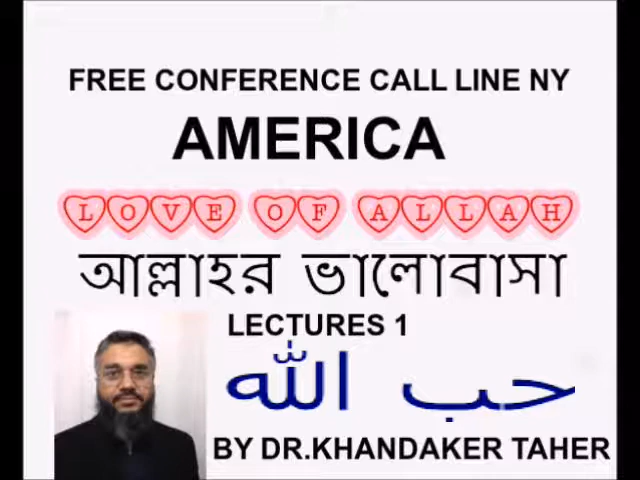 FREE CONFERENCE CALL LINE NY
AMERICA
LOVE OF ALLAH
আল্লাহর ভালোবাসা
LECTURES 1
حب الله
BY DR.KHANDAKER TAHER